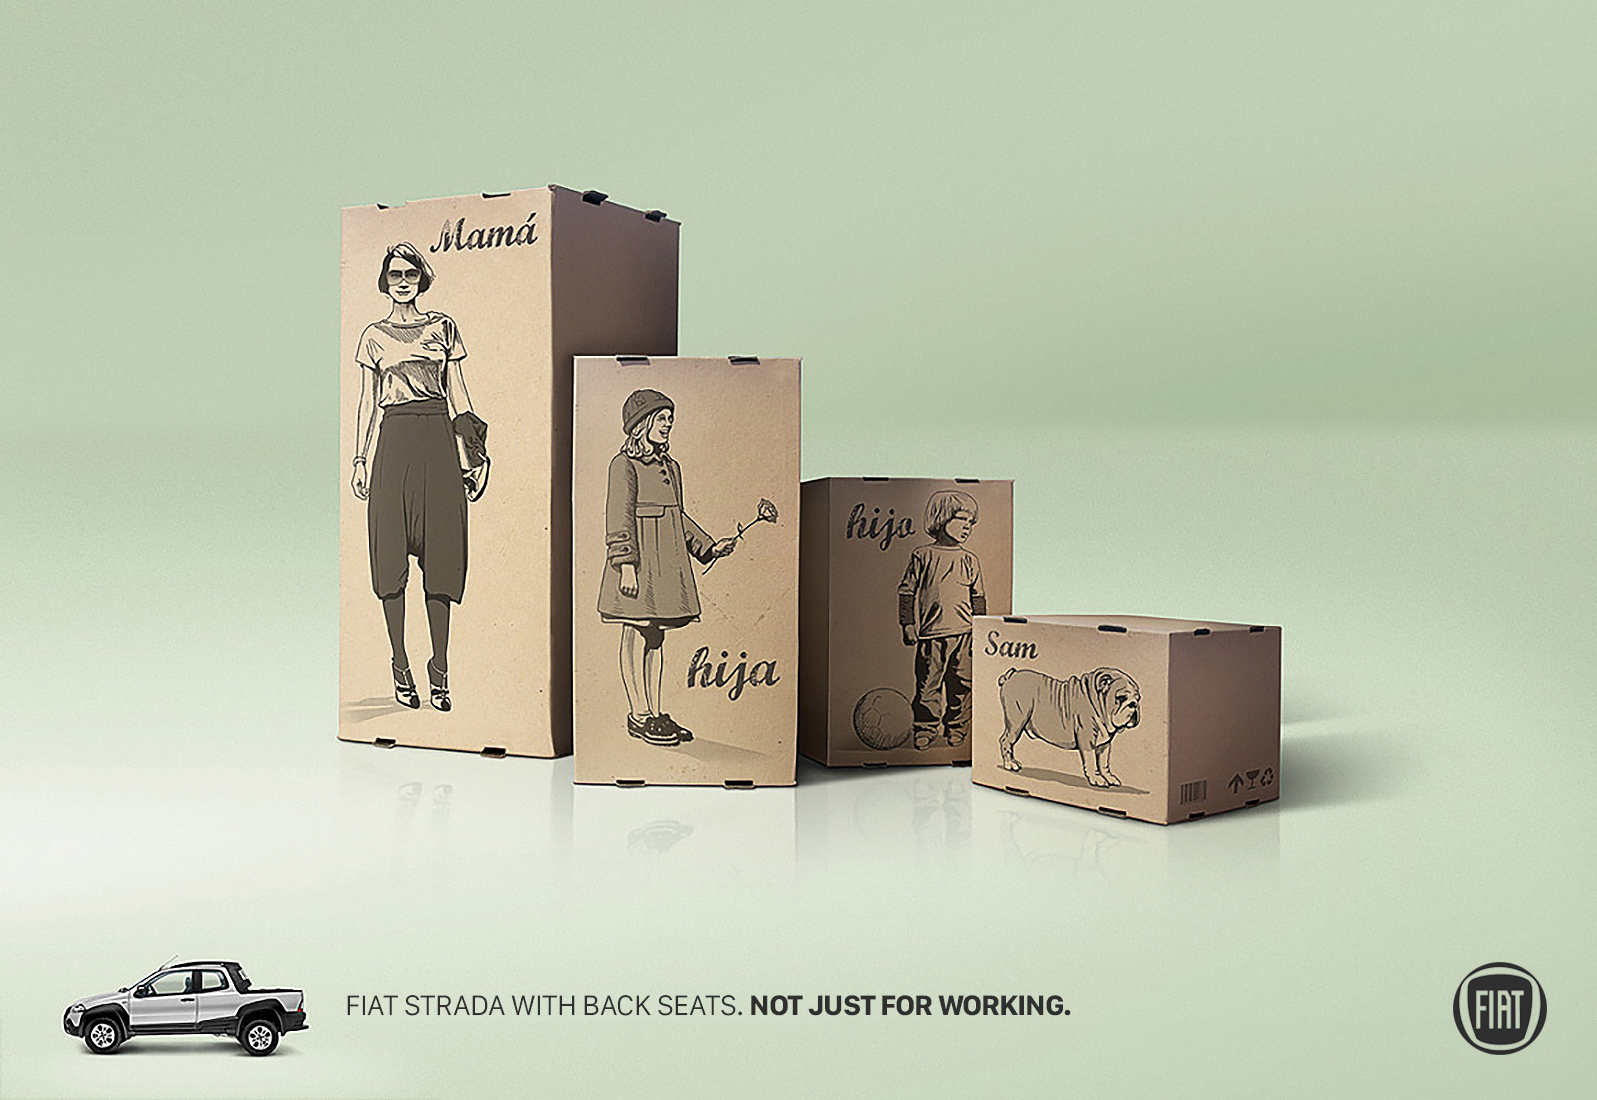 Mamá
hija
hijo
Sam
FIAT STRADA WITH BACK SEATS. NOT JUST FOR WORKING.
FIAT